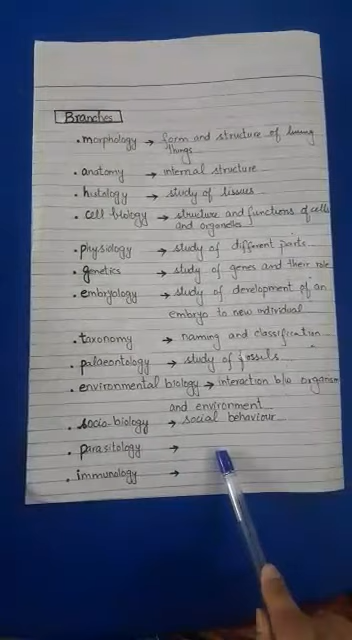 Branches
• morphology → form and structure of living
things
• anatomy → internal structure
• histology → study of tissues
• cell biology → structure and functions of cells
and organelles
• physiology → study of different parts
• genetics → study of genes and their role
• embryology → study of development of an
embryo to new individual
• taxonomy → naming and classification
• palaeontology → study of fossils
• environmental biology → interaction b/w organism
and environment
• socio-biology → social behaviour
• parasitology →
• immunology →